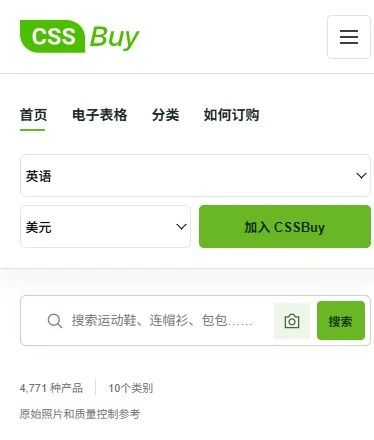 CSS Buy
首页 电子表格 分类 如何订购
英语
美元 加入 CSSBuy
搜索运动鞋、连帽衫、包包…… 搜索
4,771 种产品 10个类别
原始照片和质量控制参考